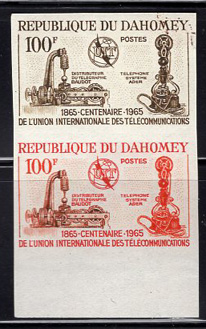 REPUBLIQUE DU DAHOMEY
100F
POSTES
DISTRIBUTEUR
DU TELEGRAPHE
BAUDOT
TELEPHONE
SYSTEME
ADER
1865-CENTENAIRE-1965
DE L'UNION INTERNATIONALE DES TÉLÉCOMMUNICATIONS
REPUBLIQUE DU DAHOMEY
100F
POSTES
DISTRIBUTEUR
DU TELEGRAPHE
BAUDOT
TELEPHONE
SYSTEME
ADER
1865-CENTENAIRE-1965
DE L'UNION INTERNATIONALE DES TÉLÉCOMMUNICATIONS